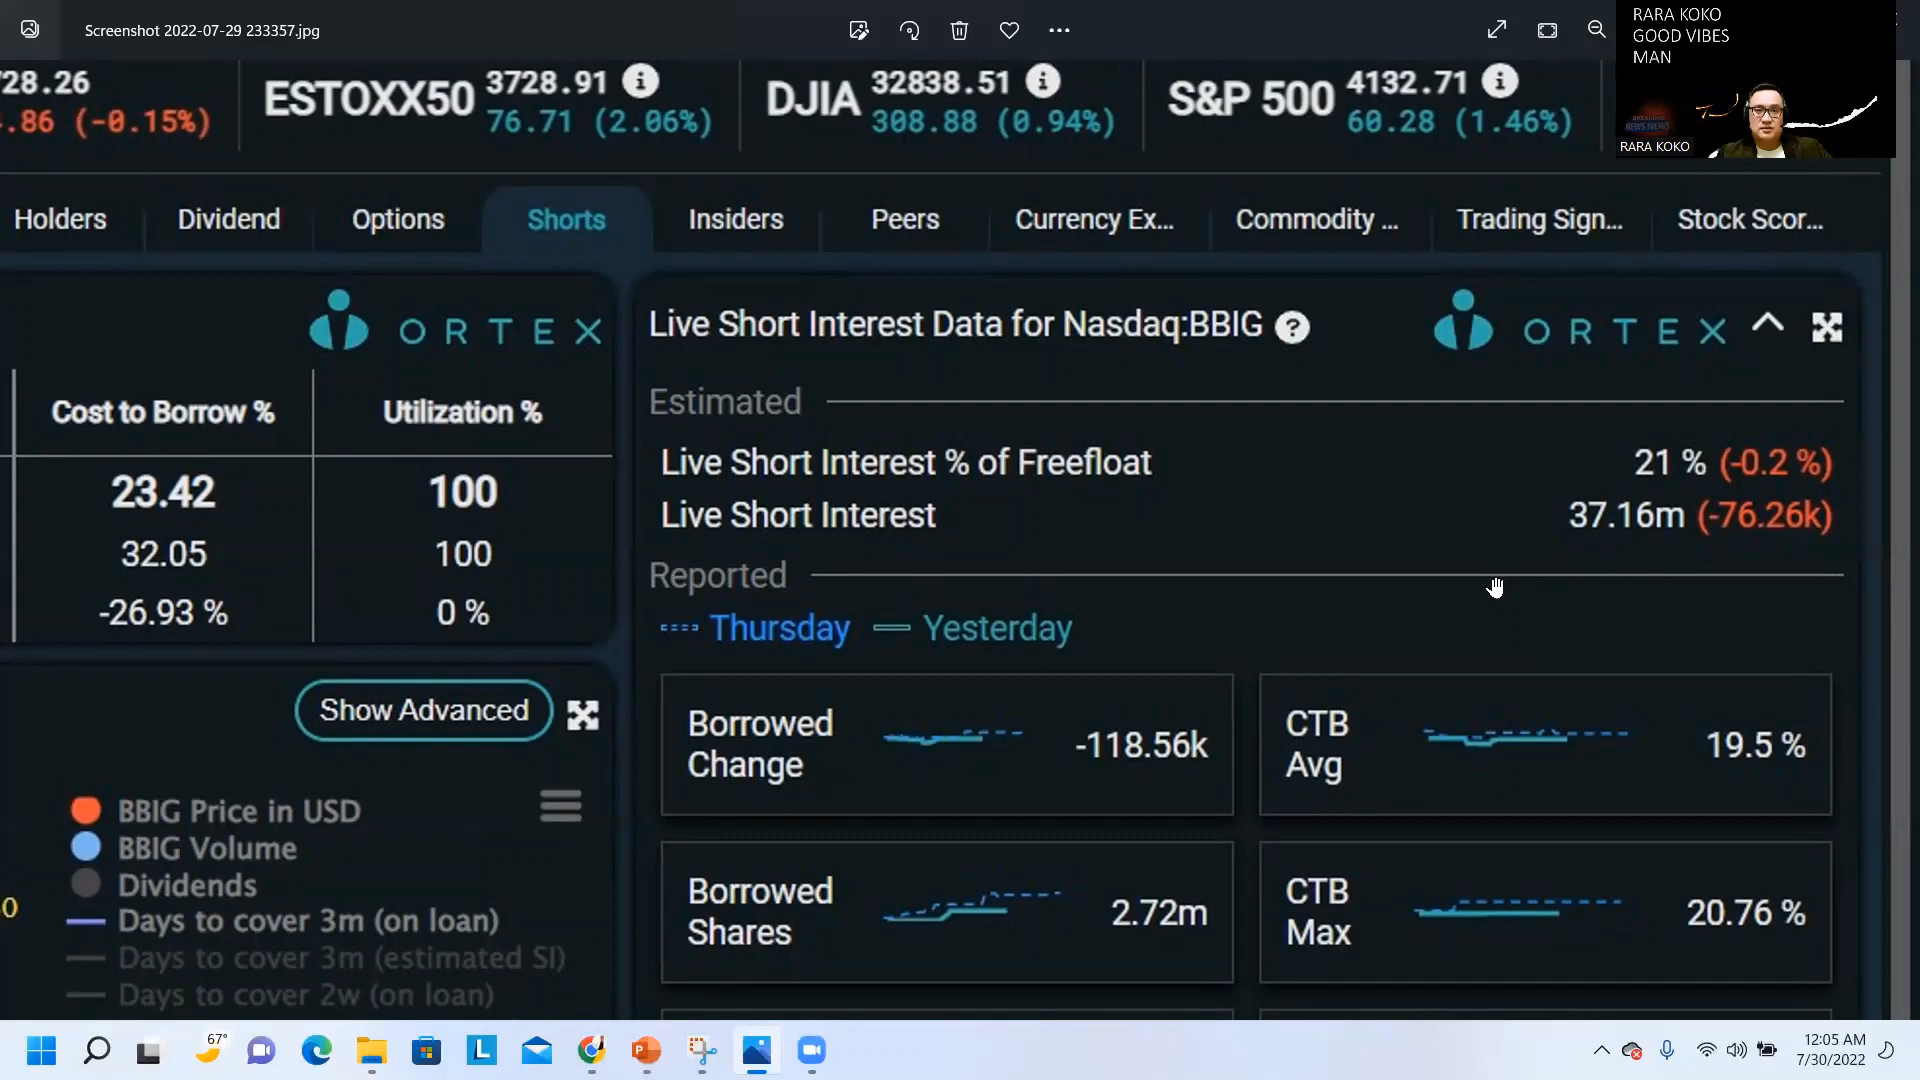 Screenshot 2022-07-29 233357.jpg
RARA KOKO
GOOD VIBES
MAN
NEWS NEWS
RARA KOKO
728.26
.86 (-0.15%)
ESTOXX50 3728.91
76.71 (2.06%)
DJIA 32838.51
308.88 (0.94%)
S&P 500 4132.71
60.28 (1.46%)
Holders Dividend Options Shorts Insiders Peers Currency Ex... Commodity ... Trading Sign... Stock Scor...
ORTEX
Cost to Borrow % Utilization %
23.42 100
32.05 100
-26.93 % 0 %
Show Advanced
BBIG Price in USD
BBIG Volume
Dividends
Days to cover 3m (on loan)
Days to cover 3m (estimated SI)
Days to cover 2w (on loan)
0
Live Short Interest Data for Nasdaq:BBIG ?
ORTEX
Estimated
Live Short Interest % of Freefloat 21 % (-0.2 %)
Live Short Interest 37.16m (-76.26k)
Reported
Thursday Yesterday
Borrowed Change -118.56k
CTB Avg 19.5 %
Borrowed Shares 2.72m
CTB Max 20.76 %
67°
12:05 AM
7/30/2022